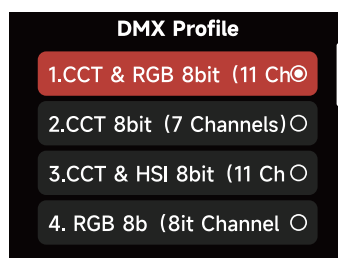 DMX Profile
1.CCT & RGB 8bit (11 Ch
2.CCT 8bit (7 Channels)
3.CCT & HSI 8bit (11 Ch
4. RGB 8b (8it Channel